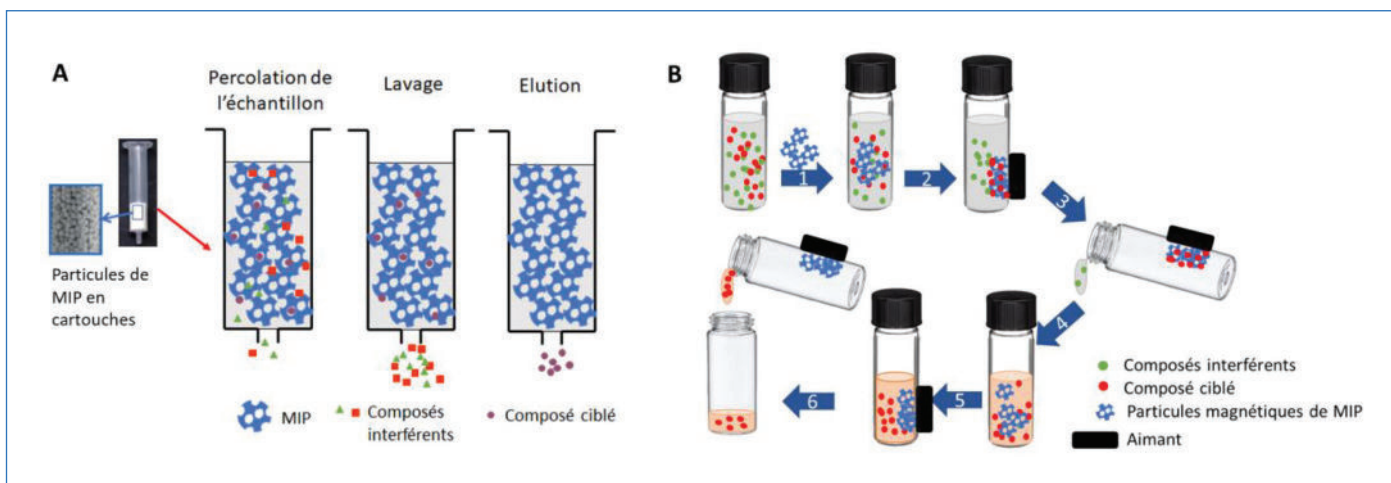 A
Percolation de
l'échantillon
Lavage
Elution
Particules de
MIP en
cartouches
MIP
Composés
interférents
Composé ciblé
B
1
2
3
4
5
6
Composés interférents
Composé ciblé
Particules magnétiques de MIP
Aimant